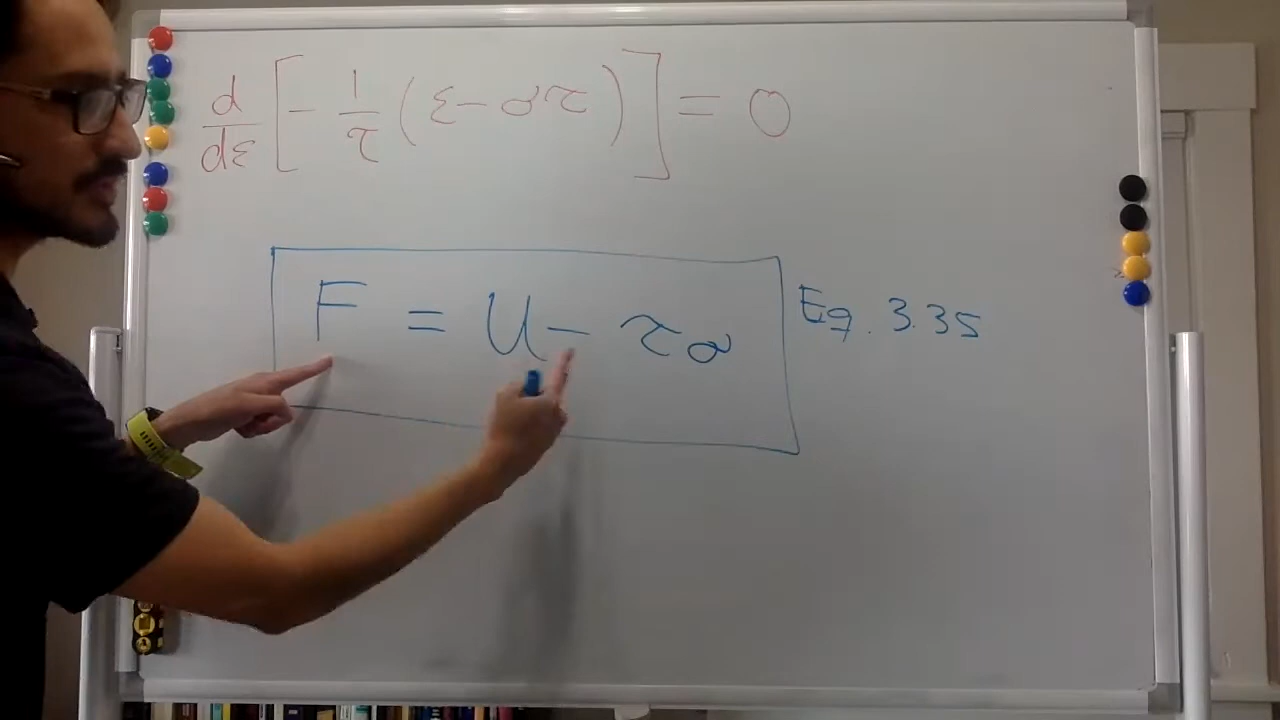 d/dε [ - 1/τ ( ε - στ ) ] = 0
F = U - τσ
Eq. 3.35